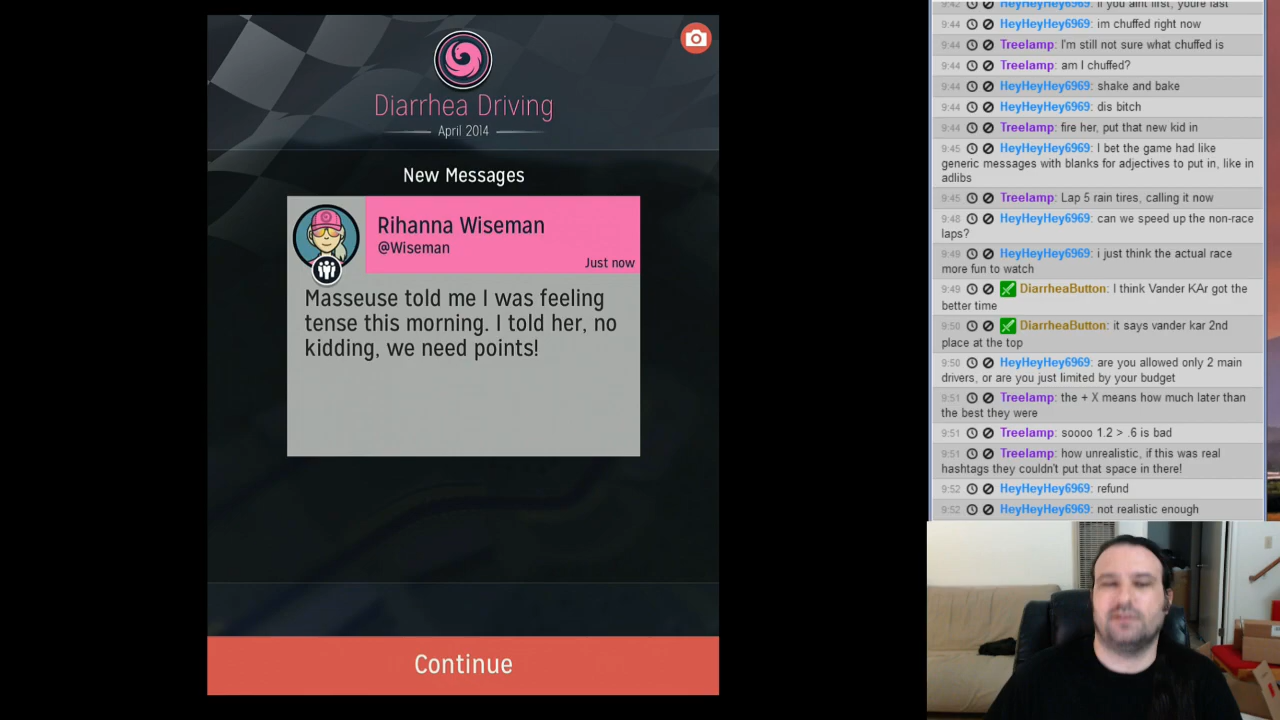 Diarrhea Driving
April 2014
New Messages
Rihanna Wiseman
@Wiseman
Just now
Masseuse told me I was feeling
tense this morning. I told her, no
kidding, we need points!
Continue
9:42 HeyHeyHey6969: if you aint first, youre last
9:44 HeyHeyHey6969: im chuffed right now
9:44 Treelamp: I'm still not sure what chuffed is
9:44 Treelamp: am I chuffed?
9:44 HeyHeyHey6969: shake and bake
9:44 HeyHeyHey6969: dis bitch
9:44 Treelamp: fire her, put that new kid in
9:45 HeyHeyHey6969: I bet the game had like
generic messages with blanks for adjectives to put in, like in
adlibs
9:45 Treelamp: Lap 5 rain tires, calling it now
9:48 HeyHeyHey6969: can we speed up the non-race
laps?
9:49 HeyHeyHey6969: i just think the actual race
more fun to watch
9:49 DiarrheaButton: I think Vander KAr got the
better time
9:50 DiarrheaButton: it says vander kar 2nd
place at the top
9:50 HeyHeyHey6969: are you allowed only 2 main
drivers, or are you just limited by your budget
9:51 Treelamp: the + X means how much later than
the best they were
9:51 Treelamp: soooo 1.2 > .6 is bad
9:51 Treelamp: how unrealistic, if this was real
hashtags they couldn't put that space in there!
9:52 HeyHeyHey6969: refund
9:52 HeyHeyHey6969: not realistic enough